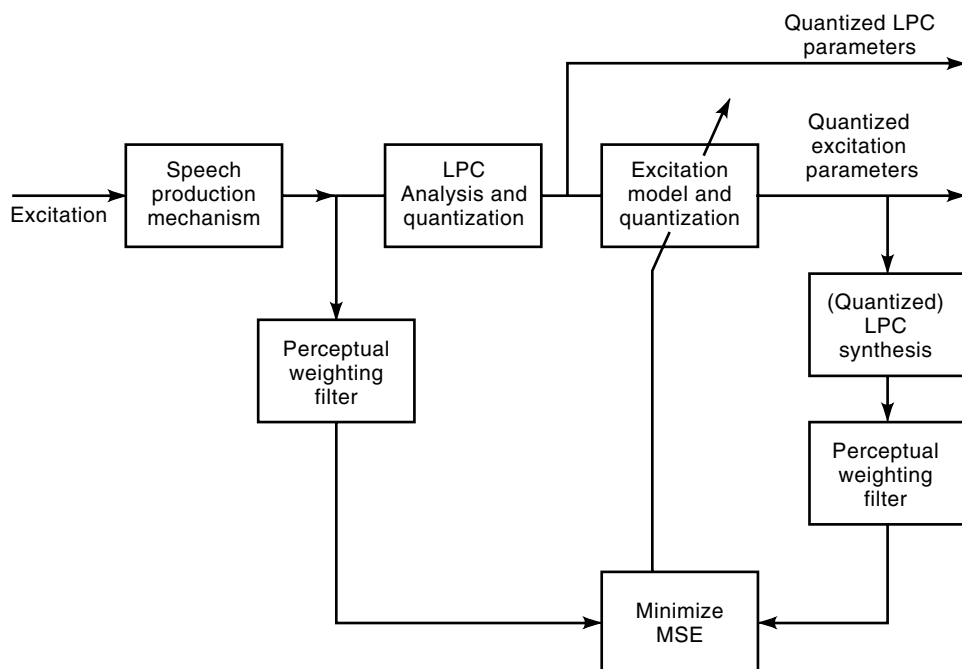 Quantized LPC
parameters
Quantized
excitation
parameters
Excitation
Speech
production
mechanism
LPC
Analysis and
quantization
Excitation
model and
quantization
(Quantized)
LPC
synthesis
Perceptual
weighting
filter
Perceptual
weighting
filter
Minimize
MSE